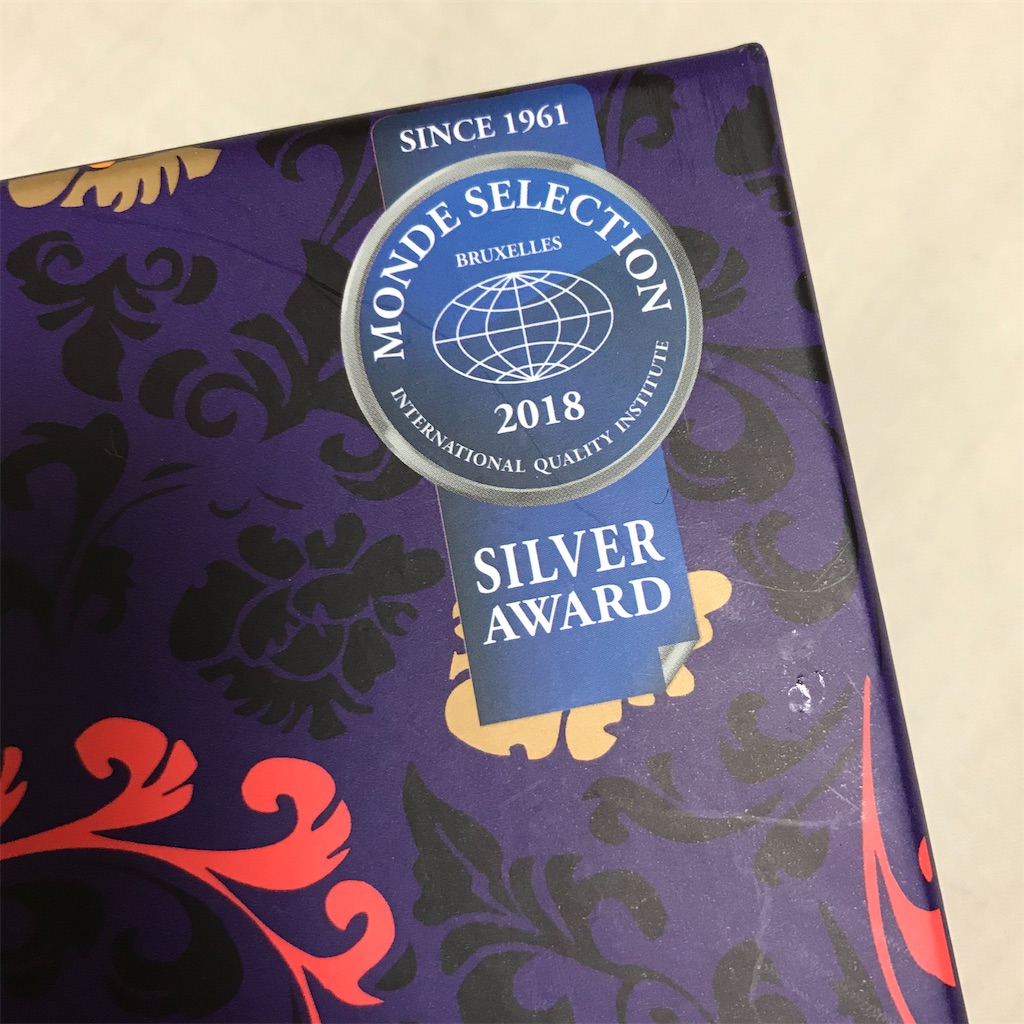 SINCE 1961
MONDE SELECTION
BRUXELLES
2018
INTERNATIONAL QUALITY INSTITUTE
SILVER
AWARD